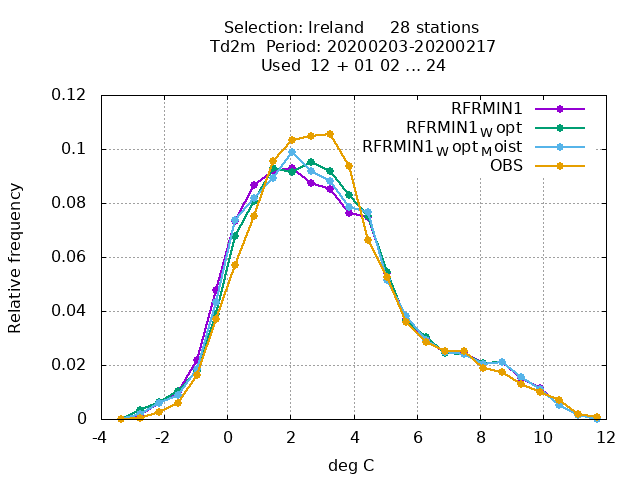 Selection: Ireland 28 stations
Td2m Period: 20200203-20200217
Used 12 + 01 02 ... 24
RFRMIN1
RFRMIN1Wopt
RFRMIN1WoptMoist
OBS
0.12
0.1
0.08
0.06
0.04
0.02
0
Relative frequency
-4 -2 0 2 4 6 8 10 12
deg C